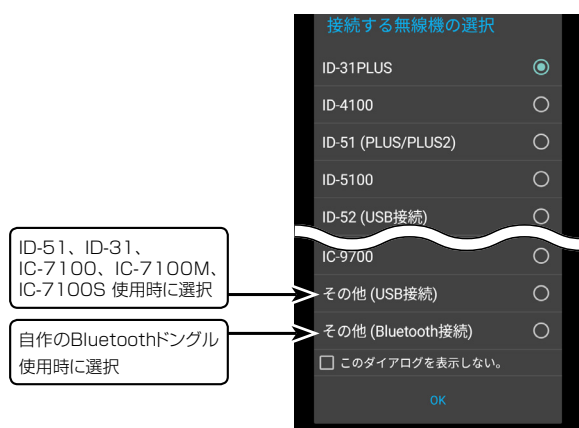 接続する無線機の選択
ID-31PLUS
ID-4100
ID-51 (PLUS/PLUS2)
ID-5100
ID-52 (USB接続)
IC-9700
その他 (USB接続)
その他 (Bluetooth接続)
このダイアログを表示しない。
OK
ID-51、ID-31、
IC-7100、IC-7100M、
IC-7100S 使用時に選択
自作のBluetoothドングル
使用時に選択